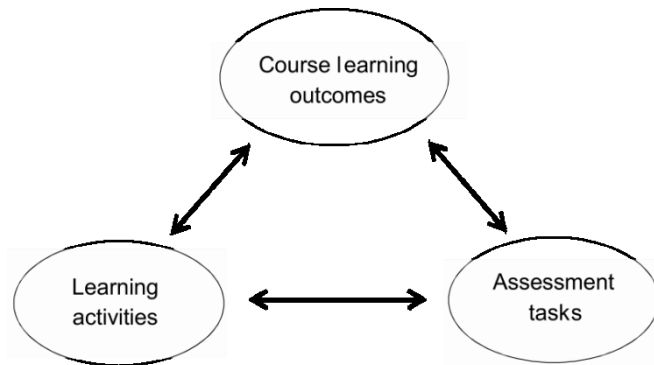 Course learning
outcomes
Learning
activities
Assessment
tasks